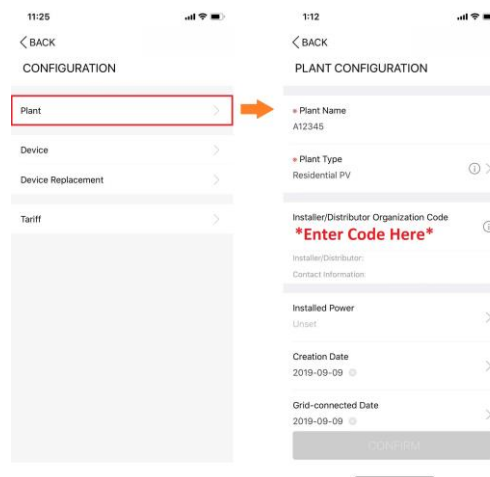 11:25
< BACK
CONFIGURATION
Plant
Device
Device Replacement
Tariff
1:12
< BACK
PLANT CONFIGURATION
Plant Name
A12345
Plant Type
Residential PV
Installer/Distributor Organization Code
*Enter Code Here*
Installer/Distributor:
Contact Information
Installed Power
Unset
Creation Date
2019-09-09
Grid-connected Date
2019-09-09
CONFIRM